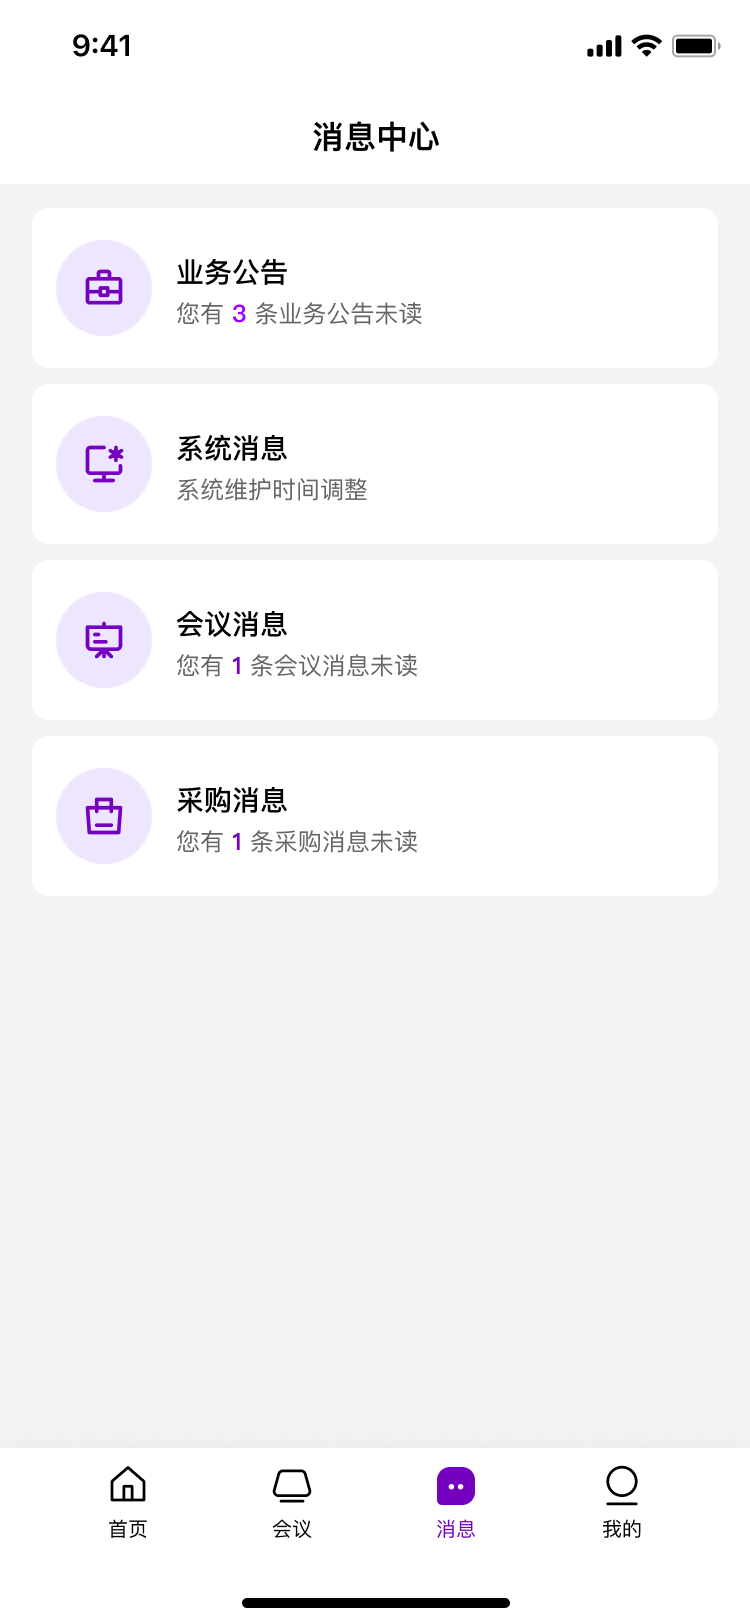 9:41
消息中心
业务公告
您有 3 条业务公告未读
系统消息
系统维护时间调整
会议消息
您有 1 条会议消息未读
采购消息
您有 1 条采购消息未读
首页 会议 消息 我的